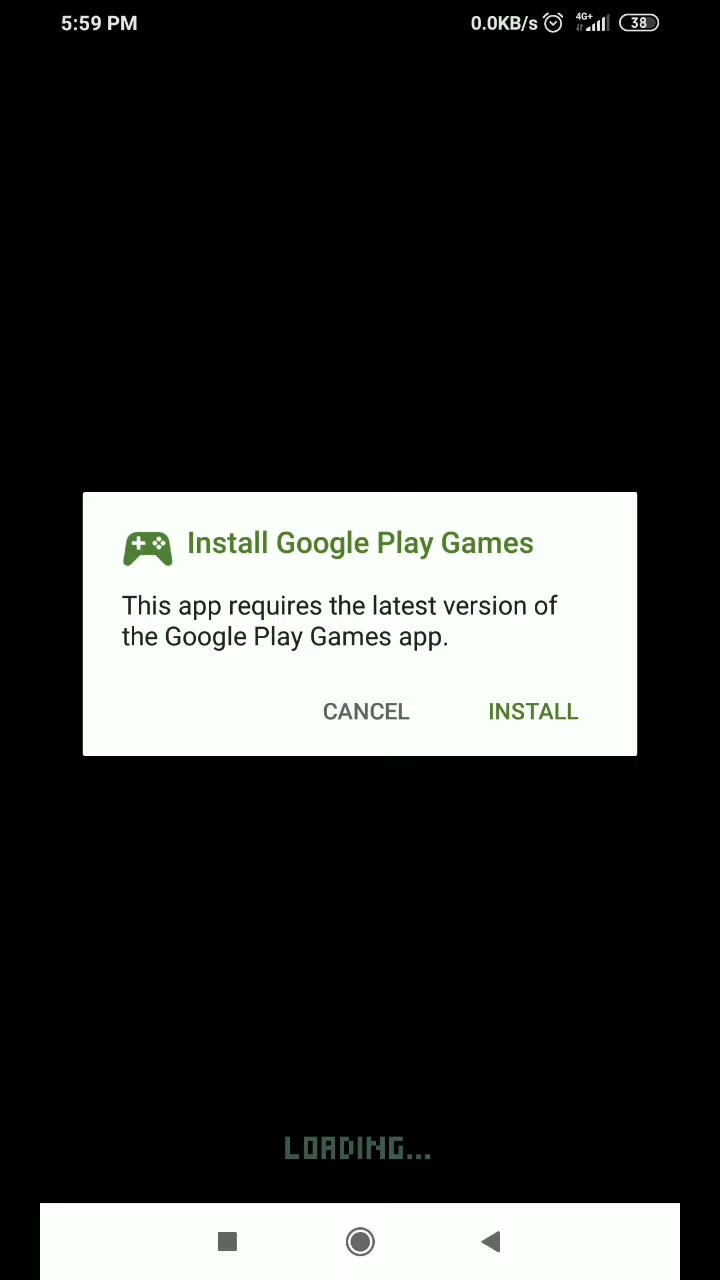 5:59 PM 0.0KB/s 4G+ 38
Install Google Play Games
This app requires the latest version of
the Google Play Games app.
CANCEL INSTALL
LOADING...